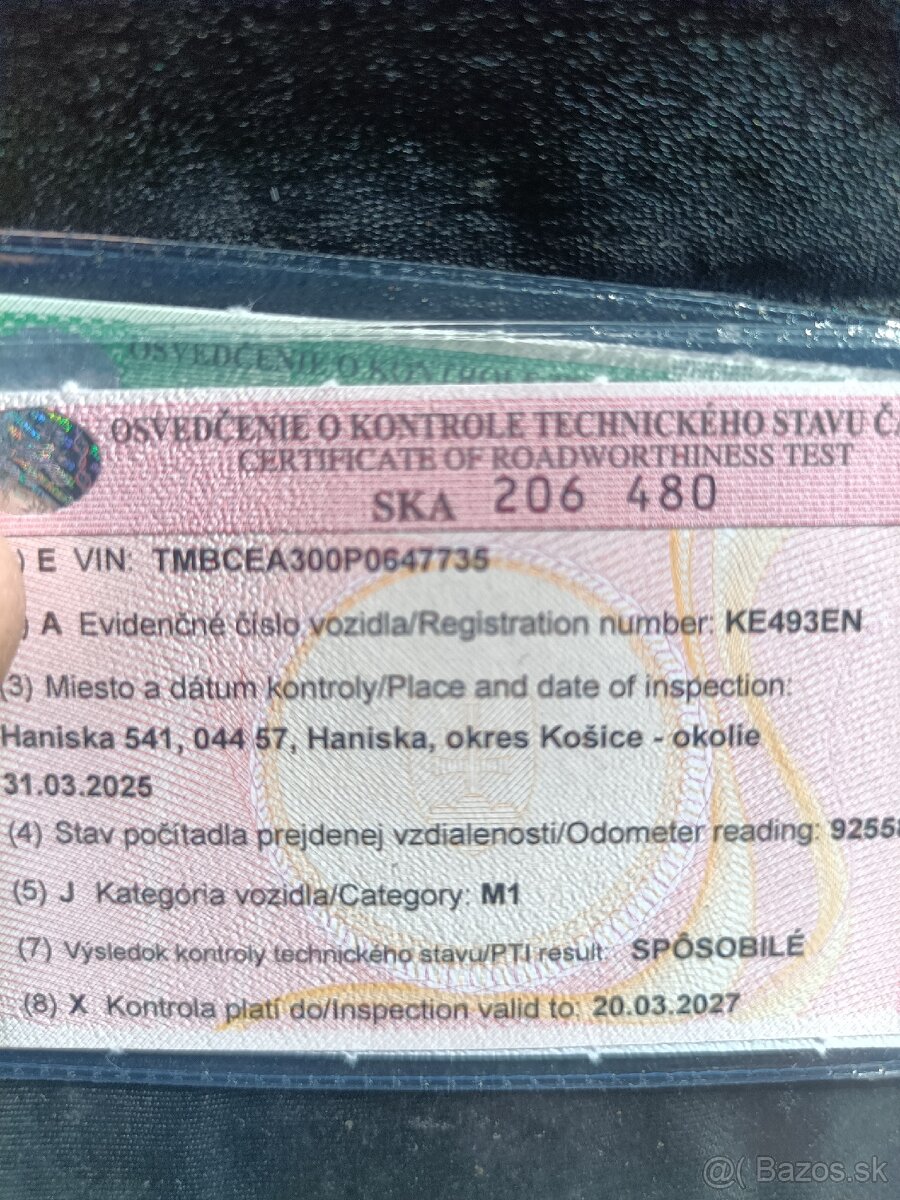 OSVEDČENIE O KONTROLE
OSVEDČENIE O KONTROLE TECHNICKÉHO STAVU
CERTIFICATE OF ROADWORTHINESS TEST
SKA 206 480
) E VIN: TMBCEA300P0647735
) A Evidenčné číslo vozidla/Registration number: KE493EN
(3) Miesto a dátum kontroly/Place and date of inspection:
Haniska 541, 044 57, Haniska, okres Košice - okolie
31.03.2025
(4) Stav počítadla prejdenej vzdialenosti/Odometer reading: 92558
(5) J Kategória vozidla/Category: M1
(7) Výsledok kontroly technického stavu/PTI result: SPÔSOBILÉ
(8) X Kontrola platí do/Inspection valid to: 20.03.2027
@( Bazos.sk